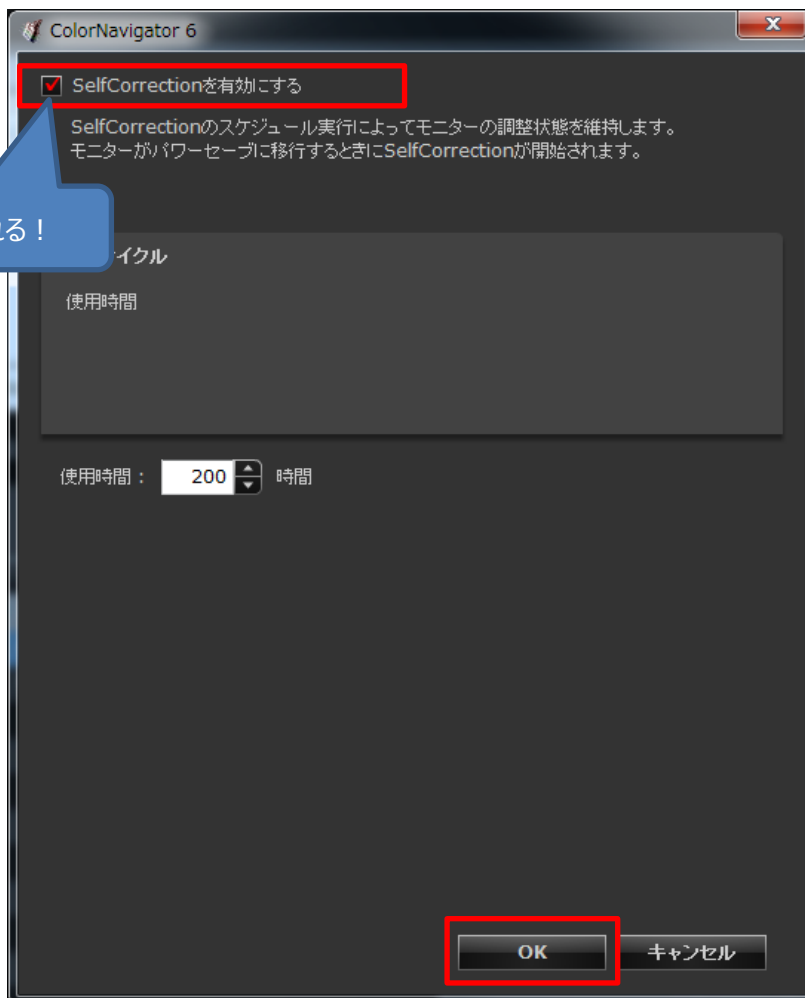 ColorNavigator 6
SelfCorrectionを有効にする
SelfCorrectionのスケジュール実行によってモニターの調整状態を維持します。
モニターがパワーセーブに移行するときにSelfCorrectionが開始されます。
る！
イクル
使用時間
使用時間： 200 時間
OK キャンセル